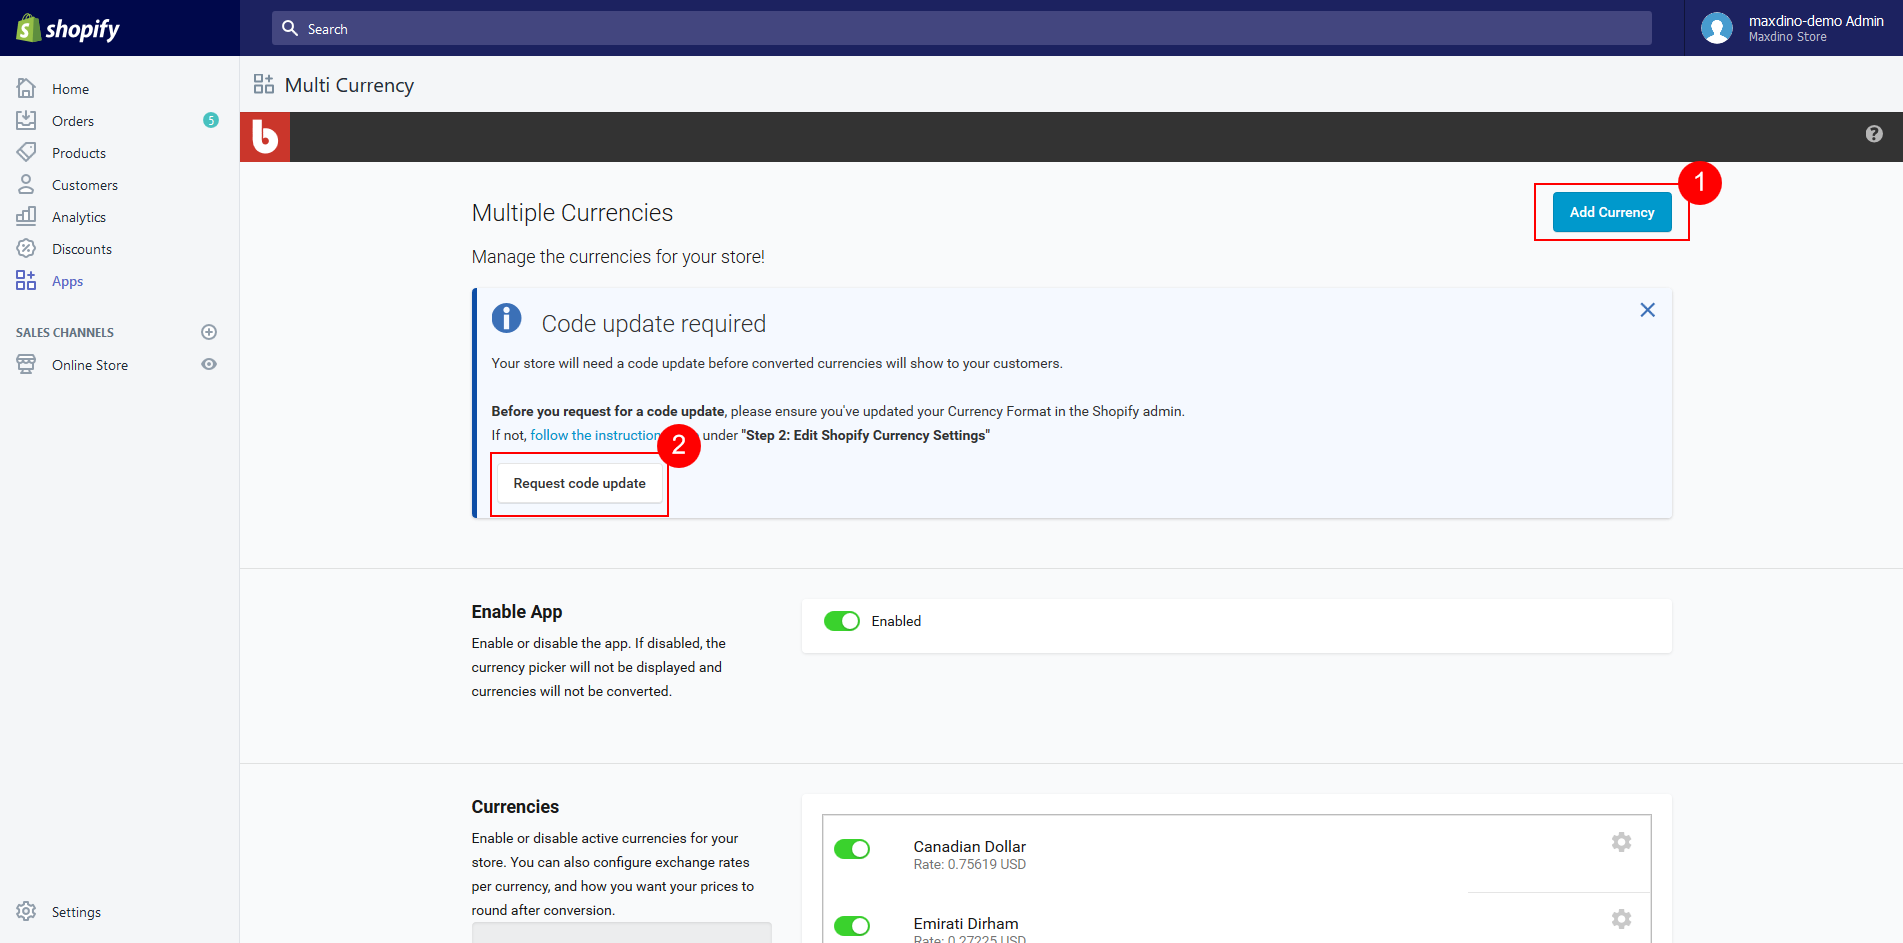 shopify
Search
maxdino-demo Admin
Maxdino Store
Home
Orders
5
Products
Customers
Analytics
Discounts
Apps
SALES CHANNELS
Online Store
Settings
Multi Currency
b
?
Multiple Currencies
1
Add Currency
Manage the currencies for your store!
Code update required
Your store will need a code update before converted currencies will show to your customers.
Before you request for a code update, please ensure you've updated your Currency Format in the Shopify admin.
If not, follow the instruction under "Step 2: Edit Shopify Currency Settings"
2
Request code update
Enable App
Enable or disable the app. If disabled, the
currency picker will not be displayed and
currencies will not be converted.
Enabled
Currencies
Enable or disable active currencies for your
store. You can also configure exchange rates
per currency, and how you want your prices to
round after conversion.
Canadian Dollar
Rate: 0.75619 USD
Emirati Dirham
Rate: 0.27225 USD